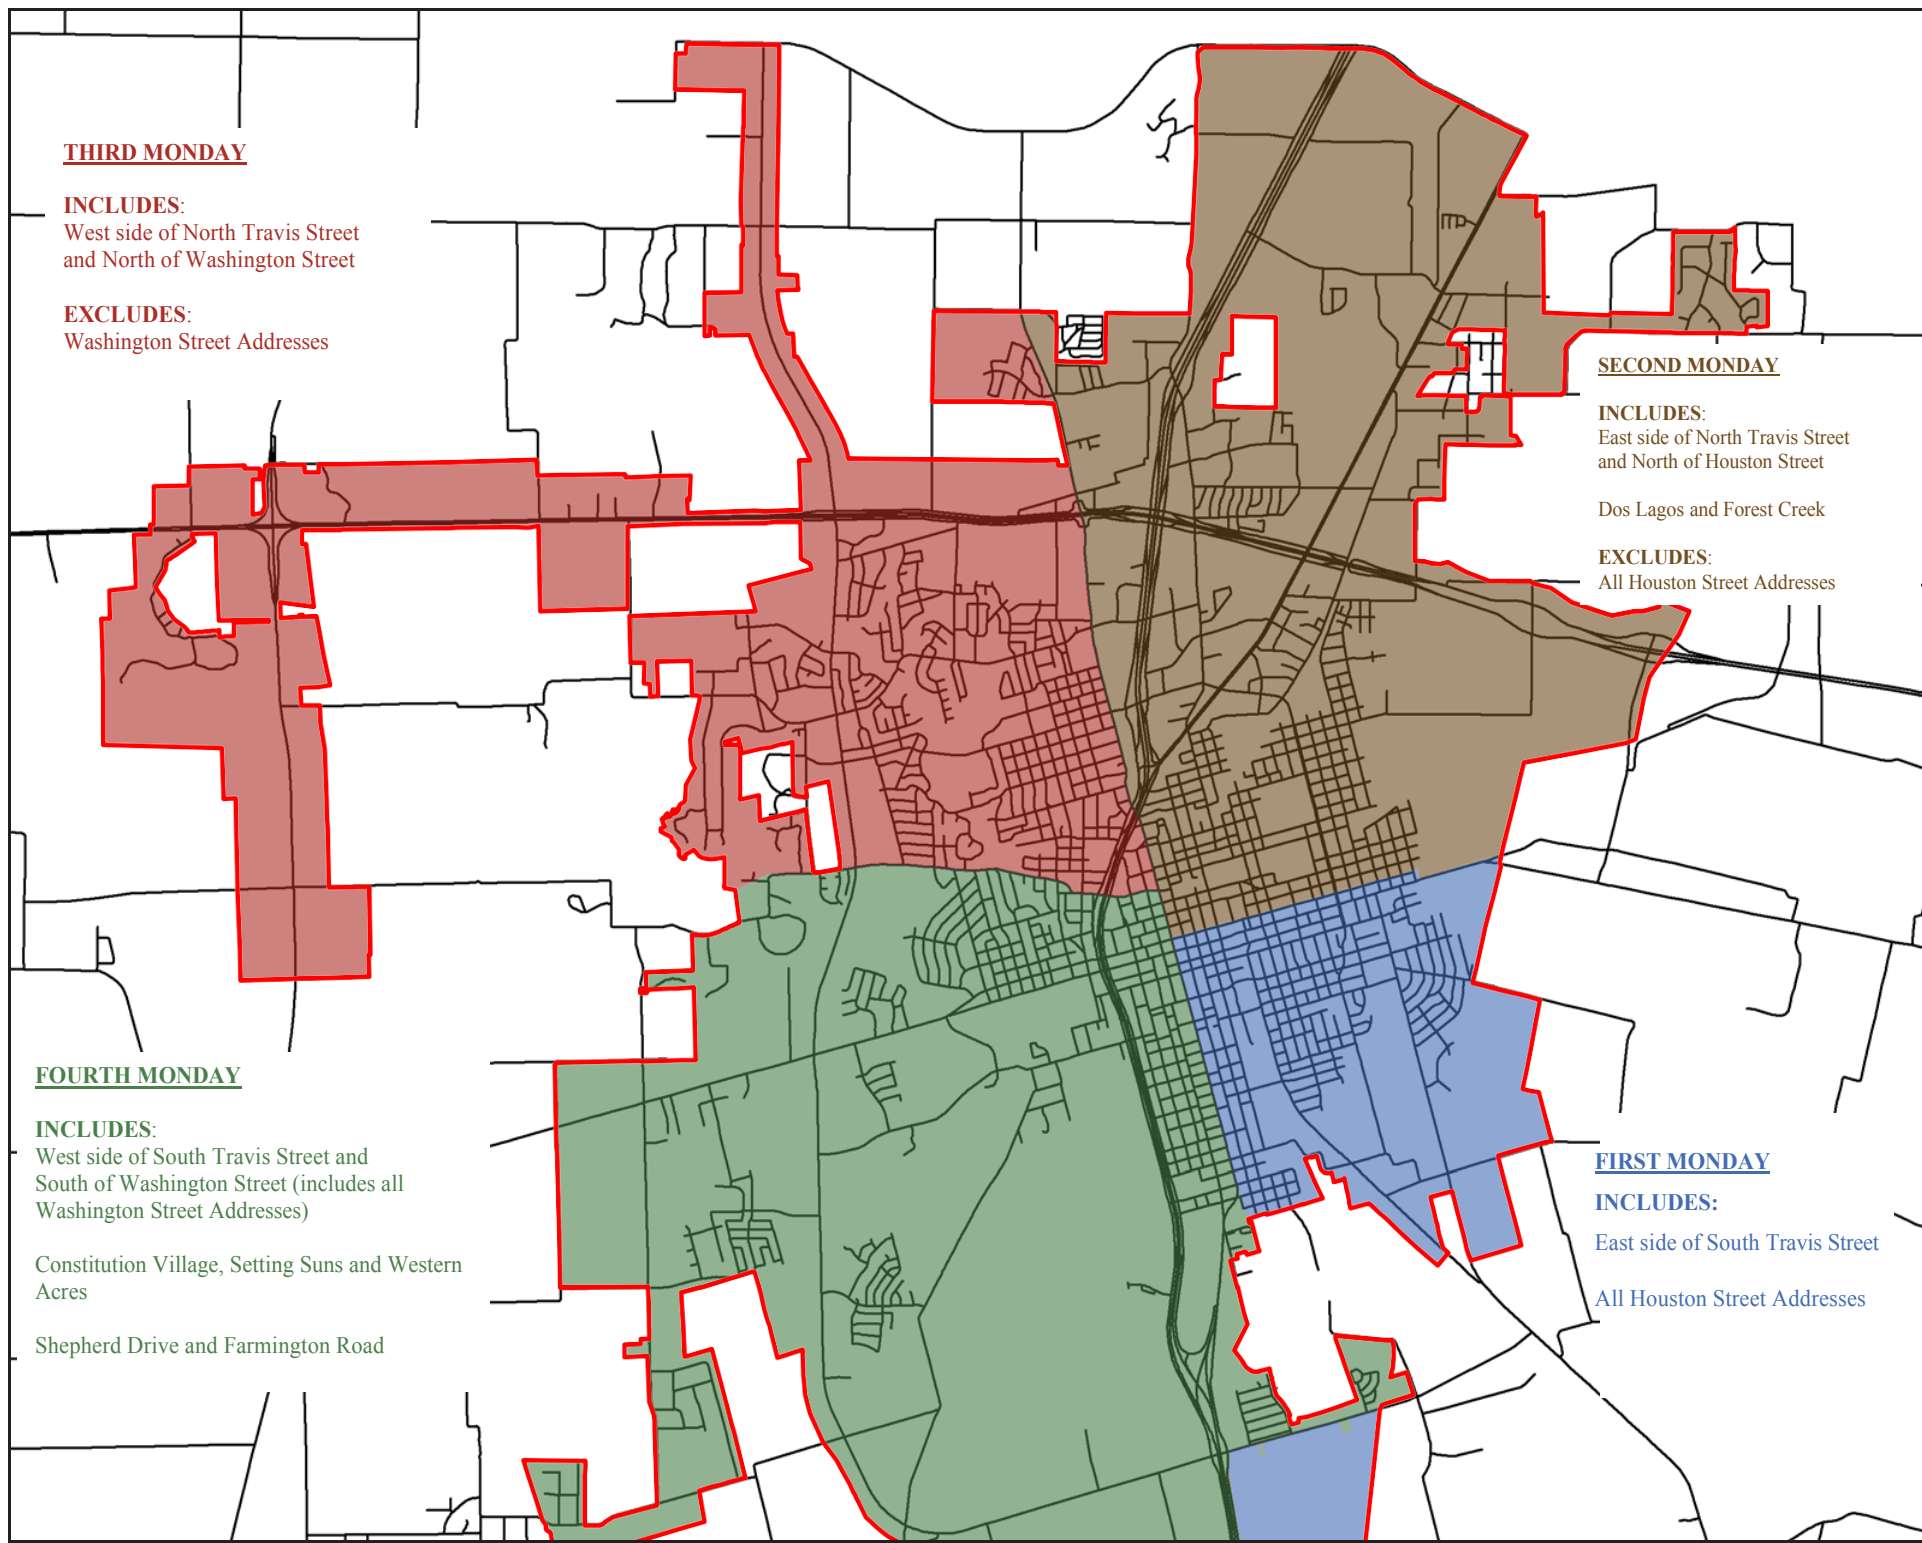 THIRD MONDAY
INCLUDES:
West side of North Travis Street
and North of Washington Street
EXCLUDES:
Washington Street Addresses
SECOND MONDAY
INCLUDES:
East side of North Travis Street
and North of Houston Street
Dos Lagos and Forest Creek
EXCLUDES:
All Houston Street Addresses
FOURTH MONDAY
INCLUDES:
West side of South Travis Street and
South of Washington Street (includes all
Washington Street Addresses)
Constitution Village, Setting Suns and Western
Acres
Shepherd Drive and Farmington Road
FIRST MONDAY
INCLUDES:
East side of South Travis Street
All Houston Street Addresses